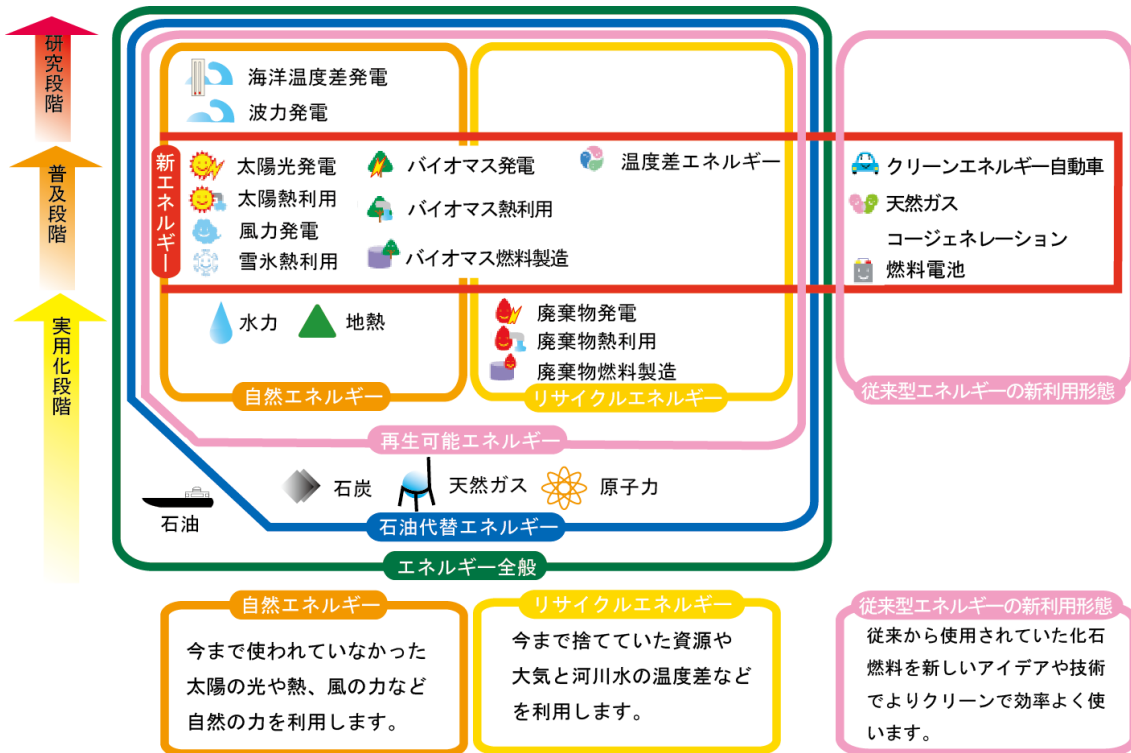 研究段階
普及段階
実用化段階
海洋温度差発電
波力発電
新エネルギー
太陽光発電
太陽熱利用
風力発電
雪氷熱利用
バイオマス発電
バイオマス熱利用
バイオマス燃料製造
温度差エネルギー
クリーンエネルギー自動車
天然ガス
コージェネレーション
燃料電池
水力
地熱
廃棄物発電
廃棄物熱利用
廃棄物燃料製造
自然エネルギー
リサイクルエネルギー
従来型エネルギーの新利用形態
再生可能エネルギー
石油
石炭
天然ガス
原子力
石油代替エネルギー
エネルギー全般
自然エネルギー
今まで使われていなかった
太陽の光や熱、風の力など
自然の力を利用します。
リサイクルエネルギー
今まで捨てていた資源や
大気と河川水の温度差など
を利用します。
従来型エネルギーの新利用形態
従来から使用されていた化石
燃料を新しいアイデアや技術
でよりクリーンで効率よく使
います。